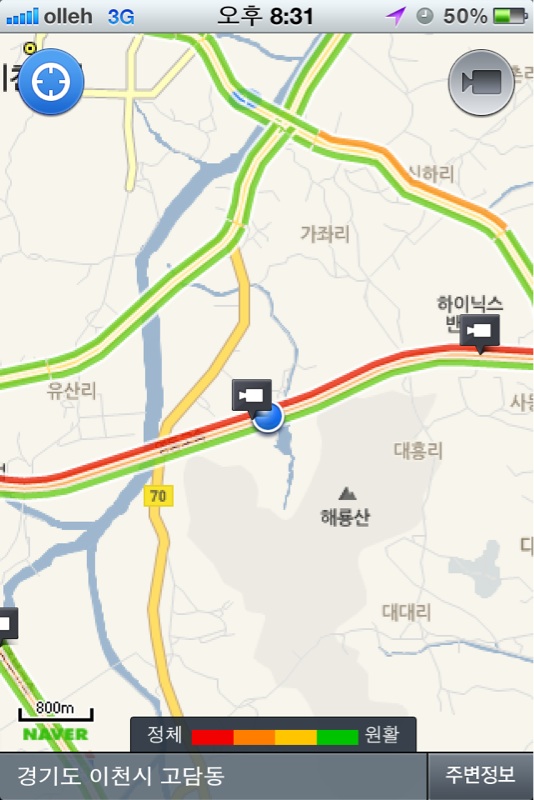 olleh 3G 오후 8:31 50%
신하리
가좌리
하이닉스
유산리
대흥리
70
해룡산
대대리
800m
NAVER
정체 원활
경기도 이천시 고담동 주변정보